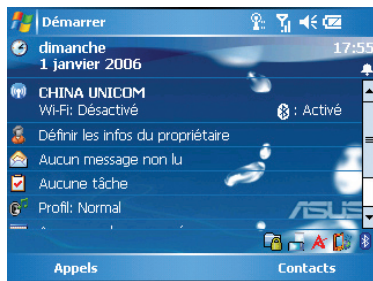 Démarrer
dimanche 17:55
1 janvier 2006
CHINA UNICOM
Wi-Fi: Désactivé : Activé
Définir les infos du propriétaire
Aucun message non lu
Aucune tâche
Profil: Normal
ASUS
Appels Contacts